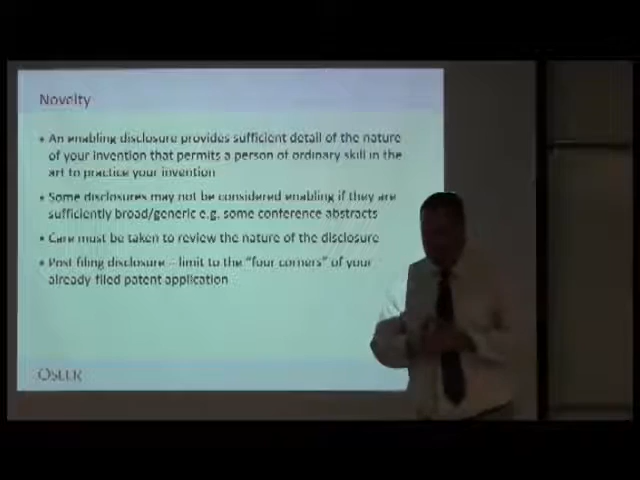 Novelty
• An enabling disclosure provides sufficient detail of the nature
of your invention that permits a person of ordinary skill in the
art to practice your invention
• Some disclosures may not be considered enabling if they are
sufficiently broad/generic e.g. some conference abstracts
• Care must be taken to review the nature of the disclosure
• Post filing disclosure – limit to the "four corners" of your
already filed patent application
OSLER